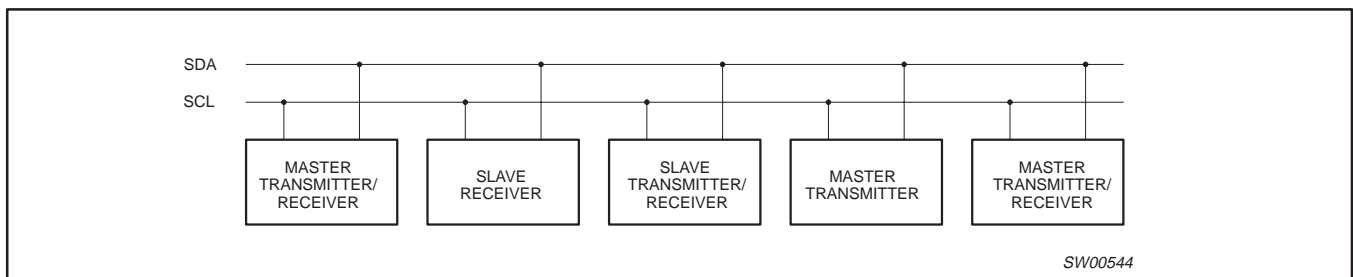 SDA
SCL
MASTER
TRANSMITTER/
RECEIVER
SLAVE
RECEIVER
SLAVE
TRANSMITTER/
RECEIVER
MASTER
TRANSMITTER
MASTER
TRANSMITTER/
RECEIVER
SW00544